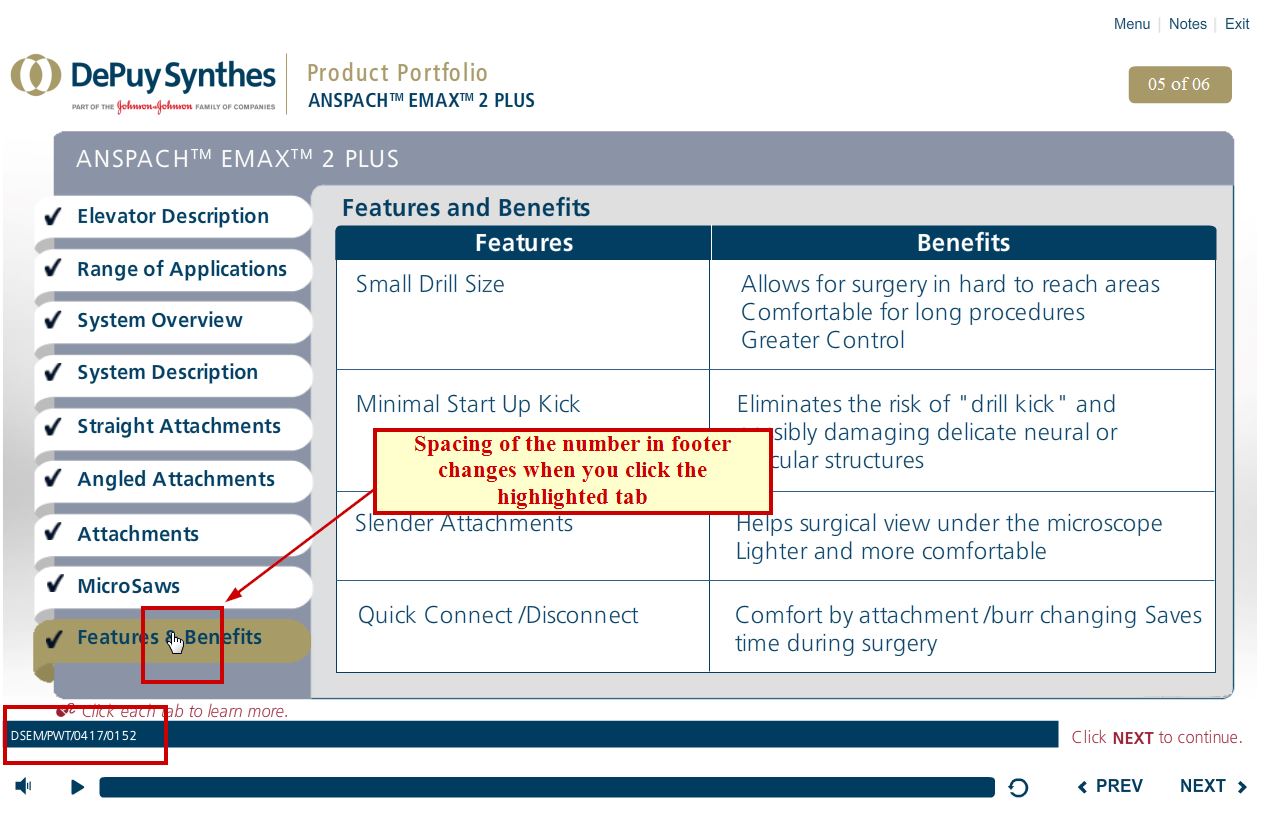 Menu | Notes | Exit
DePuy Synthes
PART OF THE Johnson & Johnson FAMILY OF COMPANIES
Product Portfolio
ANSPACH™ EMAX™ 2 PLUS
05 of 06
ANSPACH™ EMAX™ 2 PLUS
Elevator Description
Range of Applications
System Overview
System Description
Straight Attachments
Angled Attachments
Attachments
MicroSaws
Features & Benefits
Features and Benefits
Features
Benefits
Small Drill Size
Allows for surgery in hard to reach areas
Comfortable for long procedures
Greater Control
Minimal Start Up Kick
Eliminates the risk of "drill kick" and
damaging delicate neural or
structures
Spacing of the number in footer
changes when you click the
highlighted tab
Slender Attachments
Helps surgical view under the microscope
Lighter and more comfortable
Quick Connect /Disconnect
Comfort by attachment /burr changing Saves
time during surgery
Click each tab to learn more.
DSEM/PWT/0417/0152
Click NEXT to continue.
PREV
NEXT